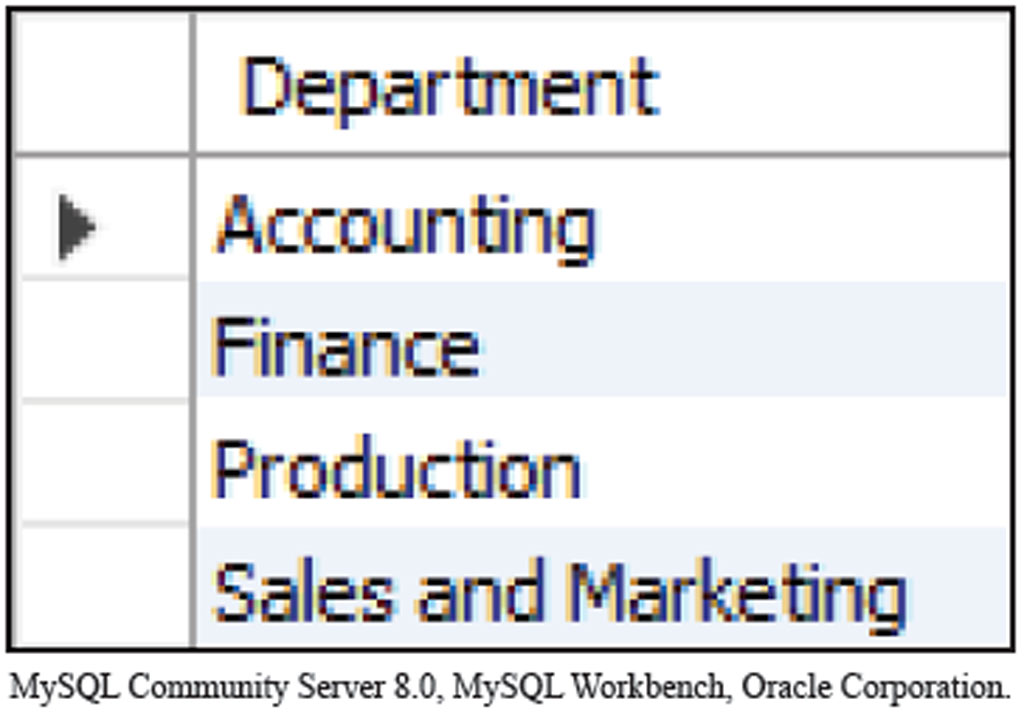 Department
Accounting
Finance
Production
Sales and Marketing
MySQL Community Server 8.0, MySQL Workbench, Oracle Corporation.